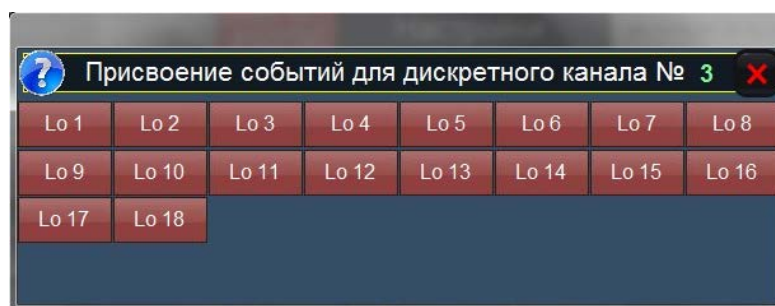 Присвоение событий для дискретного канала № 3
Lo 1 Lo 2 Lo 3 Lo 4 Lo 5 Lo 6 Lo 7 Lo 8
Lo 9 Lo 10 Lo 11 Lo 12 Lo 13 Lo 14 Lo 15 Lo 16
Lo 17 Lo 18